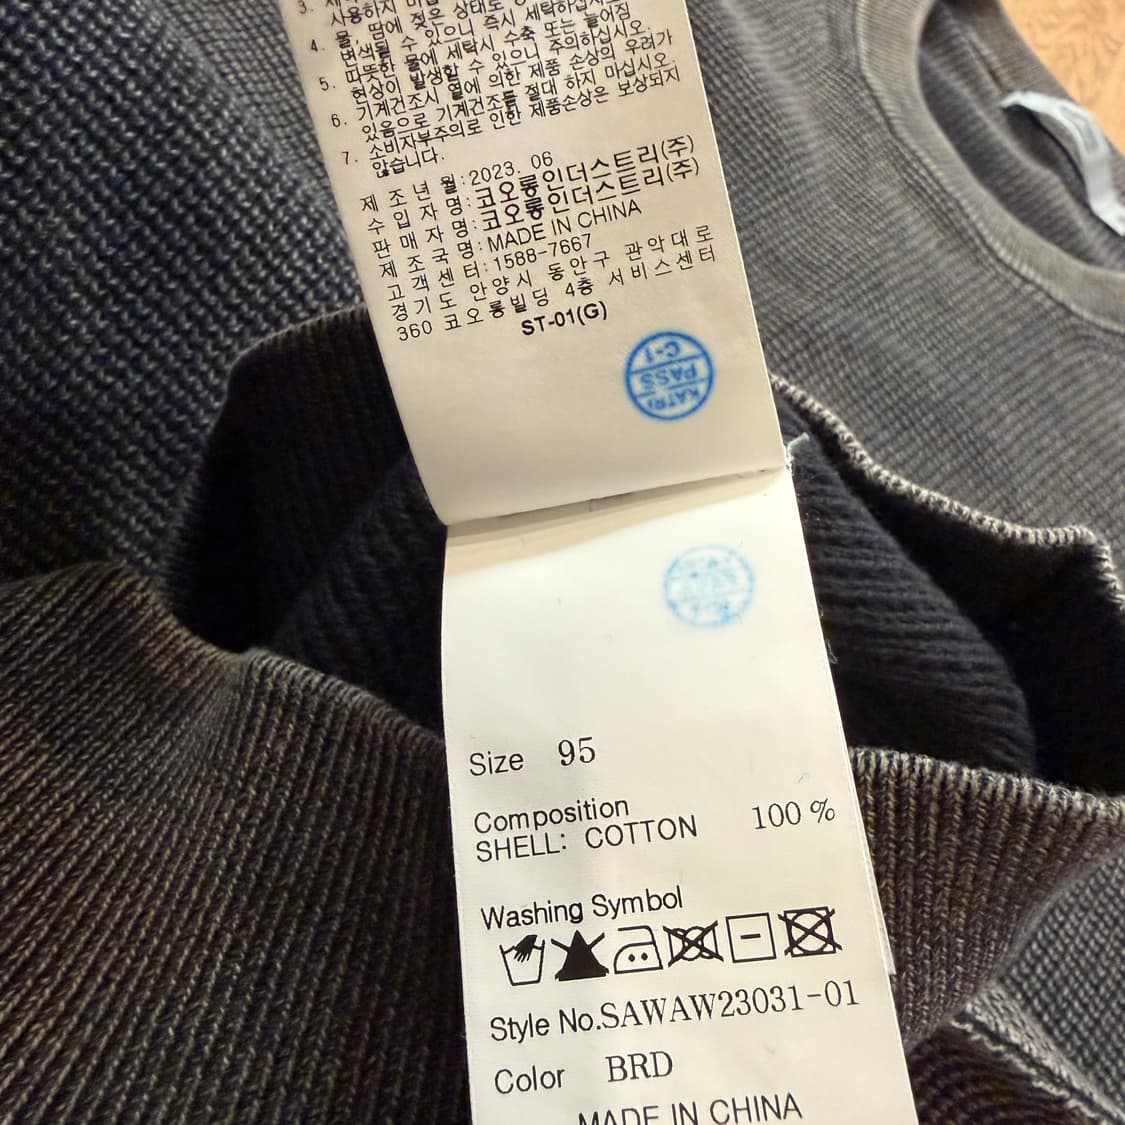 사용하지
4. 땀에 젖은 상태로
변색될 수 있으니 즉시 세탁하십시오.
5. 따뜻한 물에 세탁시 수축 또는 늘어짐
현상이 발생할 수 있으니 주의하십시오.
6. 기계건조시 열에 의한 제품 손상의 우려가
있음으로 기계건조를 절대 하지 마십시오.
7. 소비자부주의로 인한 제품손상은 보상되지
않습니다.
제 조 년 월:2023. 06
수 입 자 명:코오롱인더스트리(주)
판 매 자 명:코오롱인더스트리(주)
제 조 국 명:MADE IN CHINA
고객센터:1588-7667
경기도 안양시 동안구 관악대로
360 코오롱빌딩 4층 서비스센터
ST-01(G)
C-1
PASS
KATRI
Size 95
Composition
SHELL: COTTON 100 %
Washing Symbol
Style No.SAWAW23031-01
Color BRD
MADE IN CHINA